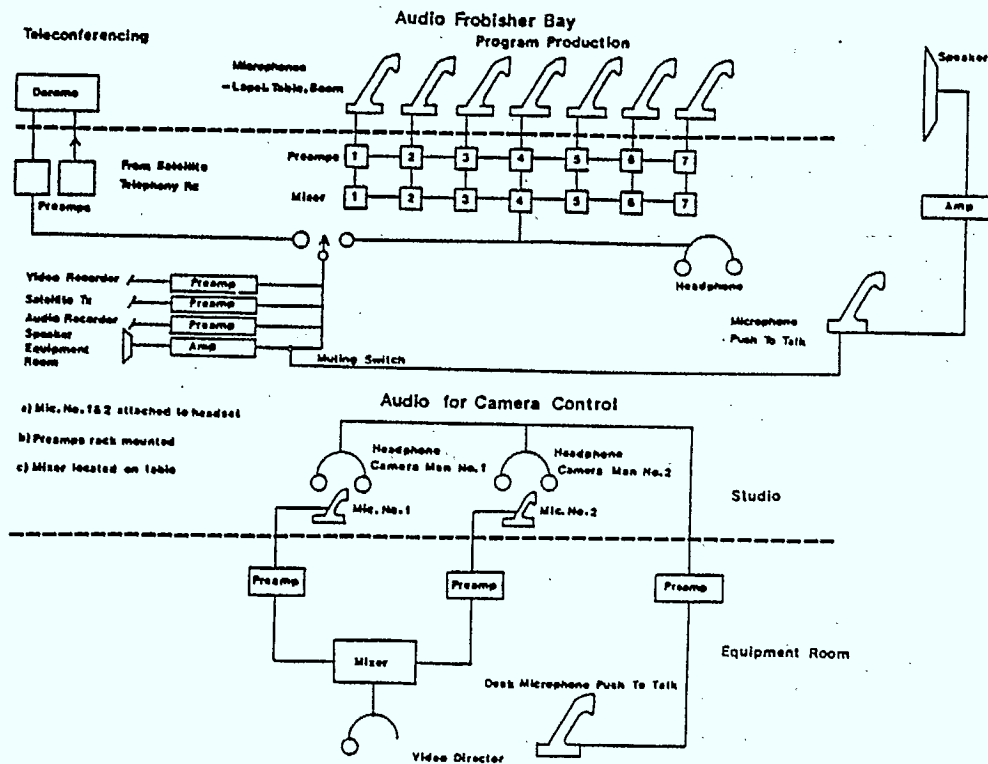 Audio Frobisher Bay
Teleconferencing
Program Production
Microphones
– Lapel, Table, Boom
Speaker
Darome
Preamps
1 2 3 4 5 6 7
From Satellite
Telephony Rx
Preamps
Mixer
1 2 3 4 5 6 7
Amp
Headphone
Video Recorder
Preamp
Satellite Tx
Preamp
Audio Recorder
Preamp
Speaker
Equipment
Room
Amp
Muting Switch
Microphone
Push To Talk
a) Mic. No. 1 & 2 attached to headset
b) Preamps rack mounted
c) Mixer located on table
Audio for Camera Control
Headphone
Camera Man No. 1
Headphone
Camera Man No. 2
Mic. No. 1
Mic. No. 2
Studio
Preamp
Preamp
Preamp
Equipment Room
Mixer
Desk Microphone Push To Talk
Video Director